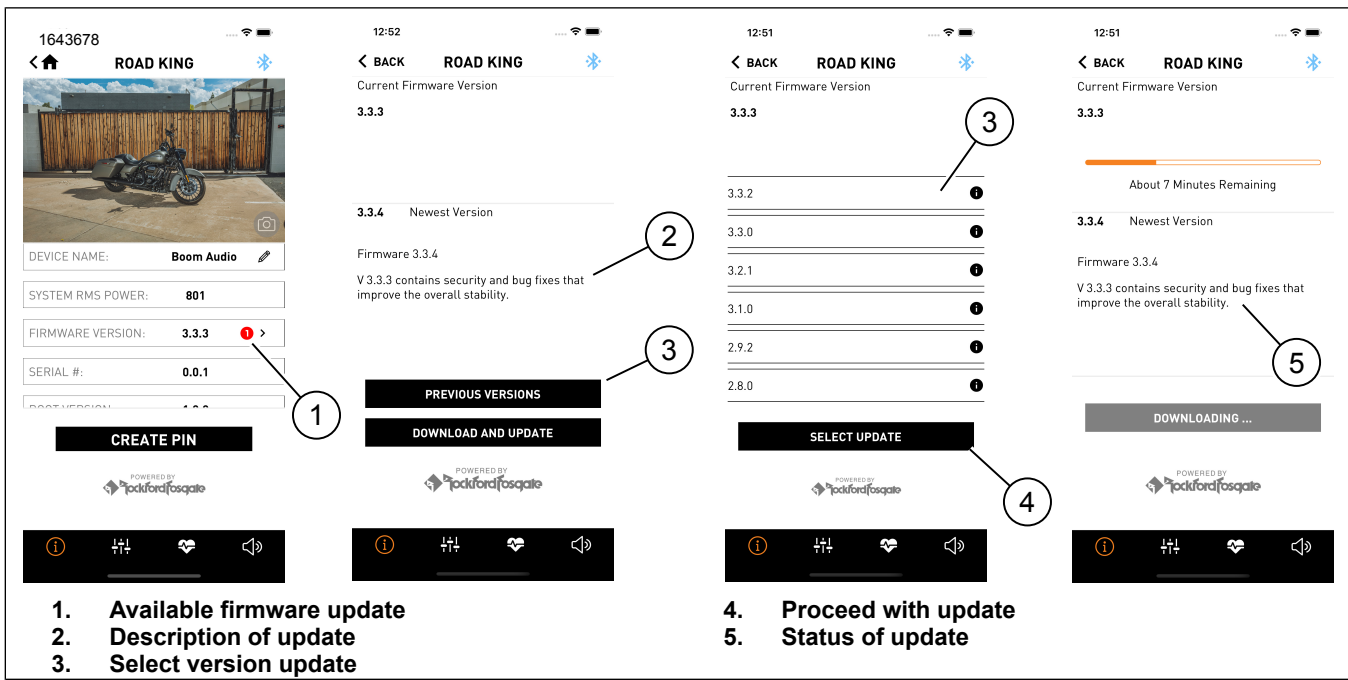 1643678
ROAD KING
DEVICE NAME: Boom Audio
SYSTEM RMS POWER: 801
FIRMWARE VERSION: 3.3.3 1
SERIAL #: 0.0.1
1
CREATE PIN
POWERED BY
Rockford Fosgate
12:52
BACK ROAD KING
Current Firmware Version
3.3.3
3.3.4 Newest Version
2
Firmware 3.3.4
V 3.3.3 contains security and bug fixes that
improve the overall stability.
3
PREVIOUS VERSIONS
DOWNLOAD AND UPDATE
POWERED BY
Rockford Fosgate
12:51
BACK ROAD KING
Current Firmware Version
3.3.3
3
3.3.2
3.3.0
3.2.1
3.1.0
2.9.2
2.8.0
SELECT UPDATE
4
POWERED BY
Rockford Fosgate
12:51
BACK ROAD KING
Current Firmware Version
3.3.3
About 7 Minutes Remaining
3.3.4 Newest Version
Firmware 3.3.4
V 3.3.3 contains security and bug fixes that
improve the overall stability.
5
DOWNLOADING ...
POWERED BY
Rockford Fosgate
1. Available firmware update
2. Description of update
3. Select version update
4. Proceed with update
5. Status of update